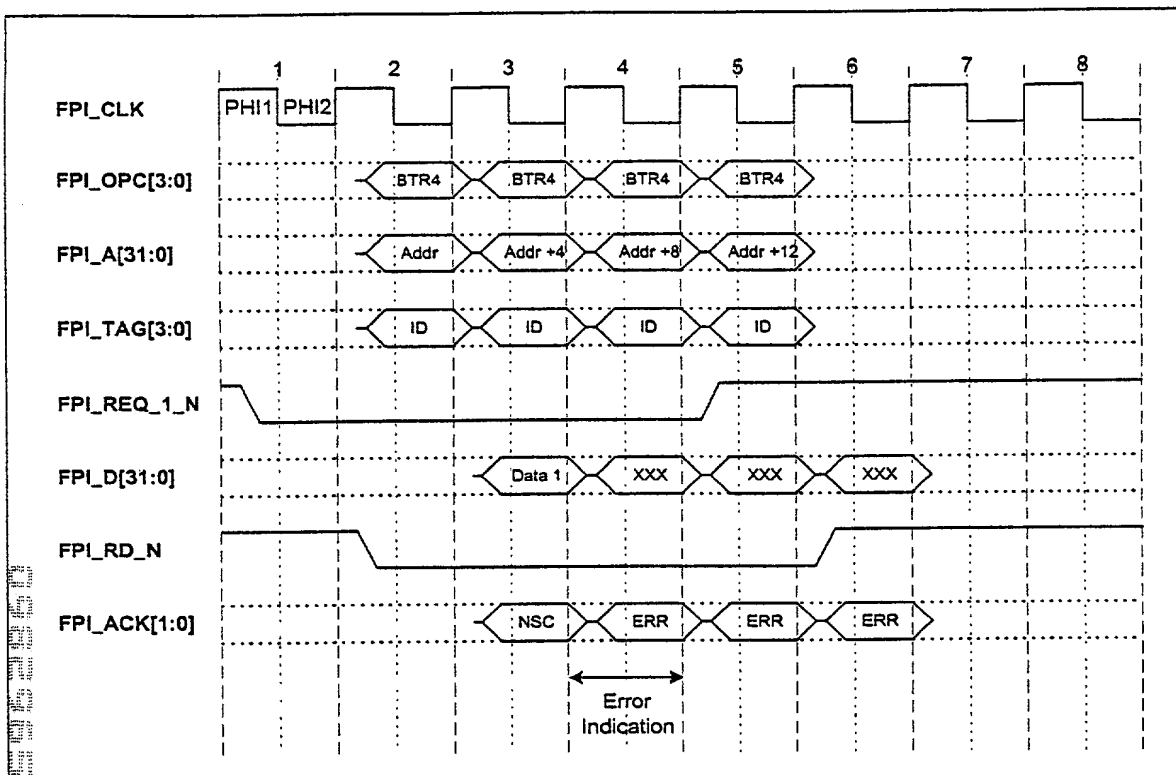 1 2 3 4 5 6 7 8
FPI_CLK PHI1 PHI2
FPI_OPC[3:0] BTR4 BTR4 BTR4 BTR4
FPI_A[31:0] Addr Addr +4 Addr +8 Addr +12
FPI_TAG[3:0] ID ID ID ID
FPI_REQ_1_N
FPI_D[31:0] Data 1 XXX XXX XXX
FPI_RD_N
FPI_ACK[1:0] NSC ERR ERR ERR
Error
Indication